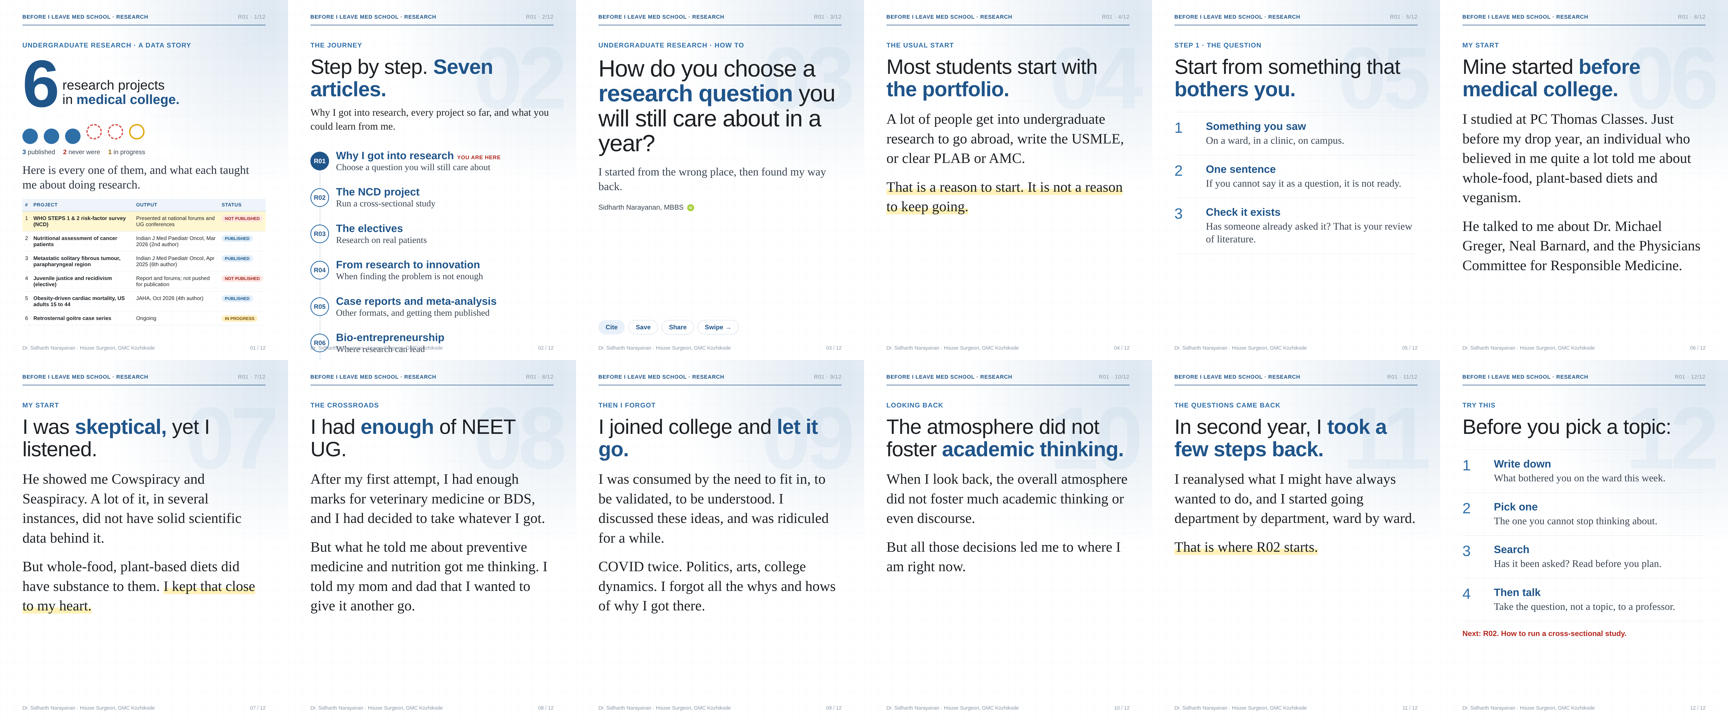 BEFORE I LEAVE MED SCHOOL · RESEARCH
R01 · 1/12
UNDERGRADUATE RESEARCH · A DATA STORY
6 research projects
in medical college.
3 published 2 never were 1 in progress
Here is every one of them, and what each taught
me about doing research.
# PROJECT OUTPUT STATUS
1 WHO STEPS 1 & 2 risk-factor survey (NCD) Presented at national forums and UG conferences NOT PUBLISHED
2 Nutritional assessment of cancer patients Indian J Med Paediatr Oncol, Mar 2026 (2nd author) PUBLISHED
3 Metastatic solitary fibrous tumour, parapharyngeal region Indian J Med Paediatr Oncol, Apr 2025 (6th author) PUBLISHED
4 Juvenile justice and recidivism (elective) Report and forums; not pushed for publication NOT PUBLISHED
5 Obesity-driven cardiac mortality, US adults 15 to 44 JAHA, Oct 2026 (4th author) PUBLISHED
6 Retrosternal goitre case series Ongoing IN PROGRESS
Dr. Sidharth Narayanan · House Surgeon, GMC Kozhikode
01 / 12
BEFORE I LEAVE MED SCHOOL · RESEARCH
R01 · 2/12
02
THE JOURNEY
Step by step. Seven
articles.
Why I got into research, every project so far, and what you
could learn from me.
R01 Why I got into research YOU ARE HERE
Choose a question you will still care about
R02 The NCD project
Run a cross-sectional study
R03 The electives
Research on real patients
R04 From research to innovation
When finding the problem is not enough
R05 Case reports and meta-analysis
Other formats, and getting them published
R06 Bio-entrepreneurship
Where research can lead
Dr. Sidharth Narayanan · House Surgeon, GMC Kozhikode
02 / 12
BEFORE I LEAVE MED SCHOOL · RESEARCH
R01 · 3/12
03
UNDERGRADUATE RESEARCH · HOW TO
How do you choose a
research question you
will still care about in a
year?
I started from the wrong place, then found my way
back.
Sidharth Narayanan, MBBS iD
Cite Save Share Swipe →
Dr. Sidharth Narayanan · House Surgeon, GMC Kozhikode
03 / 12
BEFORE I LEAVE MED SCHOOL · RESEARCH
R01 · 4/12
04
THE USUAL START
Most students start with
the portfolio.
A lot of people get into undergraduate
research to go abroad, write the USMLE,
or clear PLAB or AMC.
That is a reason to start. It is not a reason
to keep going.
Dr. Sidharth Narayanan · House Surgeon, GMC Kozhikode
04 / 12
BEFORE I LEAVE MED SCHOOL · RESEARCH
R01 · 5/12
05
STEP 1 · THE QUESTION
Start from something that
bothers you.
1 Something you saw
On a ward, in a clinic, on campus.
2 One sentence
If you cannot say it as a question, it is not ready.
3 Check it exists
Has someone already asked it? That is your review
of literature.
Dr. Sidharth Narayanan · House Surgeon, GMC Kozhikode
05 / 12
BEFORE I LEAVE MED SCHOOL · RESEARCH
R01 · 6/12
06
MY START
Mine started before
medical college.
I studied at PC Thomas Classes. Just
before my drop year, an individual who
believed in me quite a lot told me about
whole-food, plant-based diets and
veganism.
He talked to me about Dr. Michael
Greger, Neal Barnard, and the Physicians
Committee for Responsible Medicine.
Dr. Sidharth Narayanan · House Surgeon, GMC Kozhikode
06 / 12
BEFORE I LEAVE MED SCHOOL · RESEARCH
R01 · 7/12
07
MY START
I was skeptical, yet I
listened.
He showed me Cowspiracy and
Seaspiracy. A lot of it, in several
instances, did not have solid scientific
data behind it.
But whole-food, plant-based diets did
have substance to them. I kept that close
to my heart.
Dr. Sidharth Narayanan · House Surgeon, GMC Kozhikode
07 / 12
BEFORE I LEAVE MED SCHOOL · RESEARCH
R01 · 8/12
08
THE CROSSROADS
I had enough of NEET
UG.
After my first attempt, I had enough
marks for veterinary medicine or BDS,
and I had decided to take whatever I got.
But what he told me about preventive
medicine and nutrition got me thinking. I
told my mom and dad that I wanted to
give it another go.
Dr. Sidharth Narayanan · House Surgeon, GMC Kozhikode
08 / 12
BEFORE I LEAVE MED SCHOOL · RESEARCH
R01 · 9/12
09
THEN I FORGOT
I joined college and let it
go.
I was consumed by the need to fit in, to
be validated, to be understood. I
discussed these ideas, and was ridiculed
for a while.
COVID twice. Politics, arts, college
dynamics. I forgot all the whys and hows
of why I got there.
Dr. Sidharth Narayanan · House Surgeon, GMC Kozhikode
09 / 12
BEFORE I LEAVE MED SCHOOL · RESEARCH
R01 · 10/12
10
LOOKING BACK
The atmosphere did not
foster academic thinking.
When I look back, the overall atmosphere
did not foster much academic thinking or
even discourse.
But all those decisions led me to where I
am right now.
Dr. Sidharth Narayanan · House Surgeon, GMC Kozhikode
10 / 12
BEFORE I LEAVE MED SCHOOL · RESEARCH
R01 · 11/12
11
THE QUESTIONS CAME BACK
In second year, I took a
few steps back.
I reanalysed what I might have always
wanted to do, and I started going
department by department, ward by ward.
That is where R02 starts.
Dr. Sidharth Narayanan · House Surgeon, GMC Kozhikode
11 / 12
BEFORE I LEAVE MED SCHOOL · RESEARCH
R01 · 12/12
12
TRY THIS
Before you pick a topic:
1 Write down
What bothered you on the ward this week.
2 Pick one
The one you cannot stop thinking about.
3 Search
Has it been asked? Read before you plan.
4 Then talk
Take the question, not a topic, to a professor.
Next: R02. How to run a cross-sectional study.
Dr. Sidharth Narayanan · House Surgeon, GMC Kozhikode
12 / 12